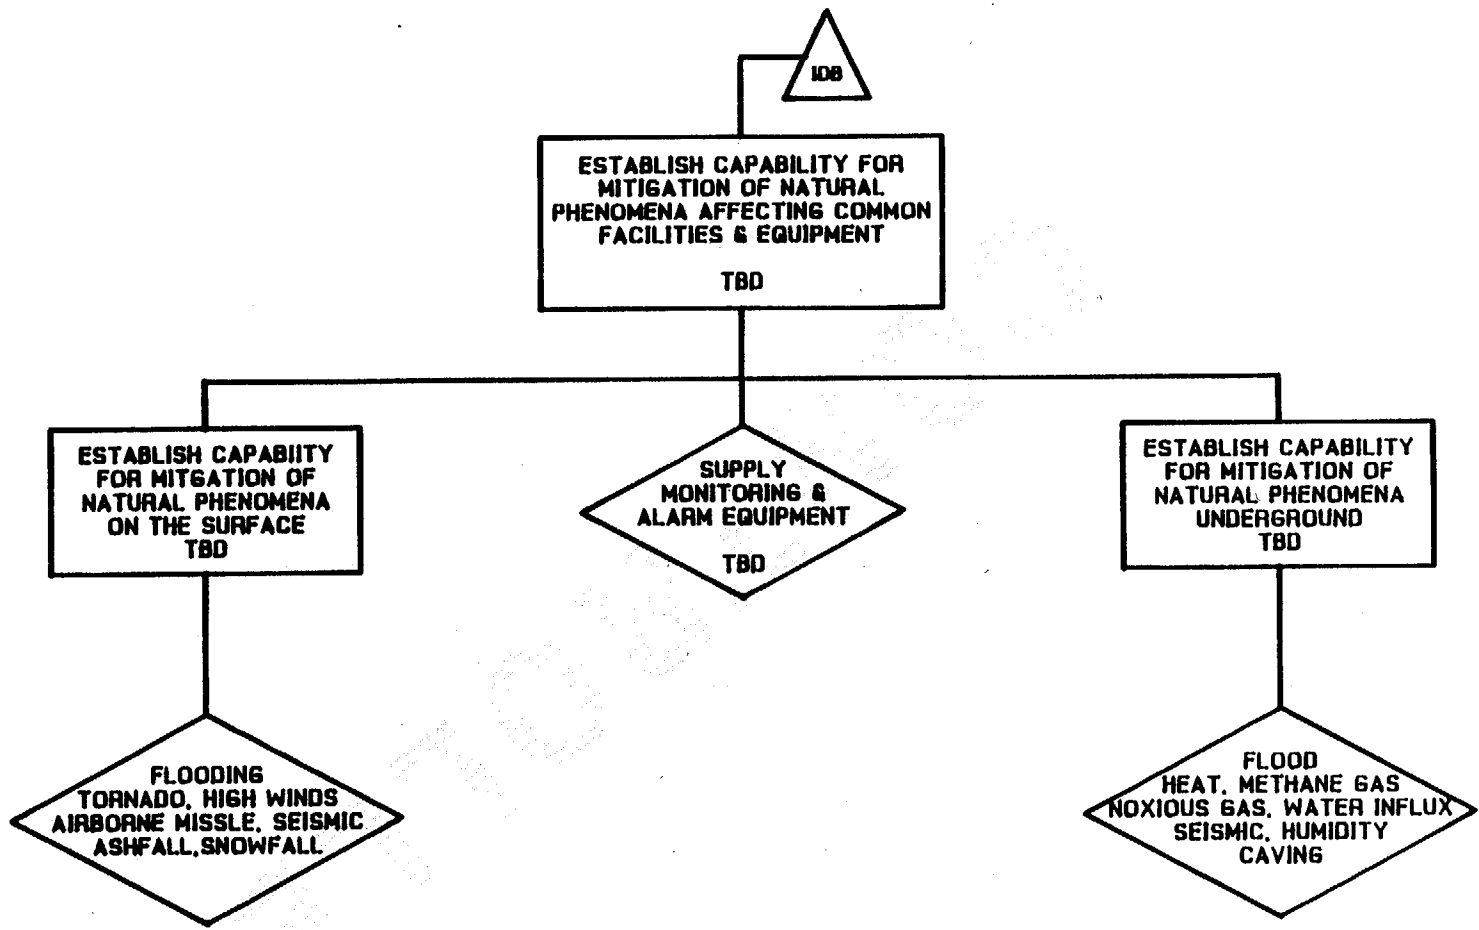 1DB
ESTABLISH CAPABILITY FOR
MITIGATION OF NATURAL
PHENOMENA AFFECTING COMMON
FACILITIES & EQUIPMENT
TBD
ESTABLISH CAPABIITY
FOR MITGATION OF
NATURAL PHENOMENA
ON THE SURFACE
TBD
SUPPLY
MONITORING &
ALARM EQUIPMENT
TBD
ESTABLISH CAPABILITY
FOR MITIGATION OF
NATURAL PHENOMENA
UNDERGROUND
TBD
FLOODING
TORNADO, HIGH WINDS
AIRBORNE MISSLE, SEISMIC
ASHFALL,SNOWFALL
FLOOD
HEAT, METHANE GAS
NOXIOUS GAS, WATER INFLUX
SEISMIC, HUMIDITY
CAVING